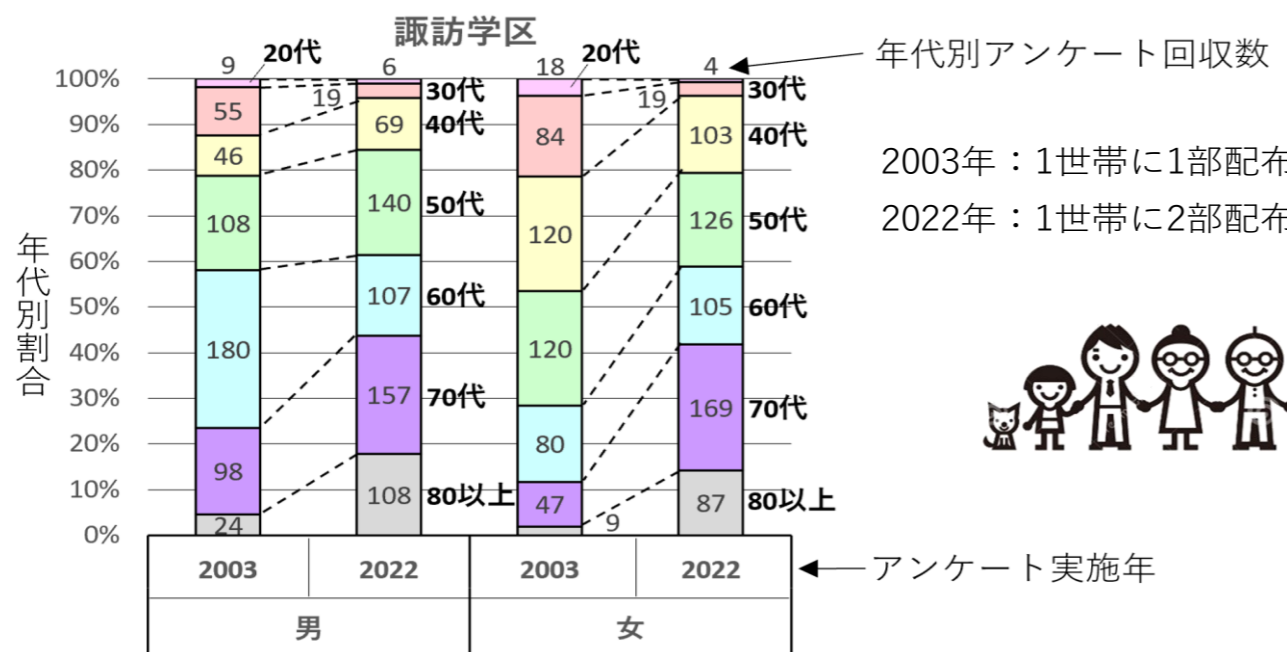 諏訪学区
年代別アンケート回収数
2003年：1世帯に1部配布
2022年：1世帯に2部配布
年代別割合
100%
90%
80%
70%
60%
50%
40%
30%
20%
10%
0%
9
20代
55
46
108
180
98
24
6
19
30代
69
40代
140
50代
107
60代
157
70代
108
80以上
18
20代
84
120
120
80
47
9
4
19
30代
103
40代
126
50代
105
60代
169
70代
87
80以上
2003 2022 2003 2022
アンケート実施年
男 女